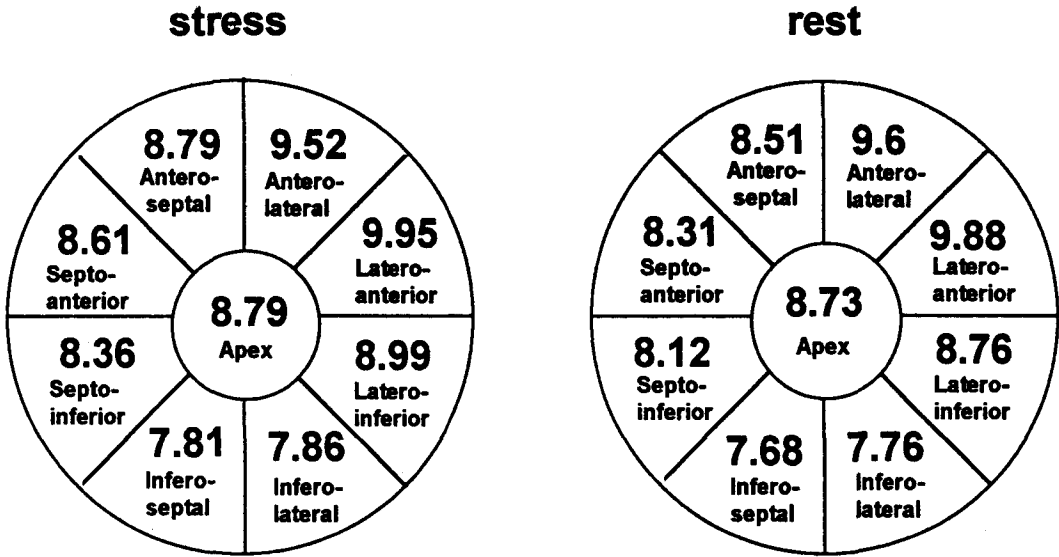 stress
8.79
Antero-
septal
9.52
Antero-
lateral
8.61
Septo-
anterior
9.95
Latero-
anterior
8.79
Apex
8.36
Septo-
inferior
8.99
Latero-
inferior
7.81
Infero-
septal
7.86
Infero-
lateral
rest
8.51
Antero-
septal
9.6
Antero-
lateral
8.31
Septo-
anterior
9.88
Latero-
anterior
8.73
Apex
8.12
Septo-
inferior
8.76
Latero-
inferior
7.68
Infero-
septal
7.76
Infero-
lateral